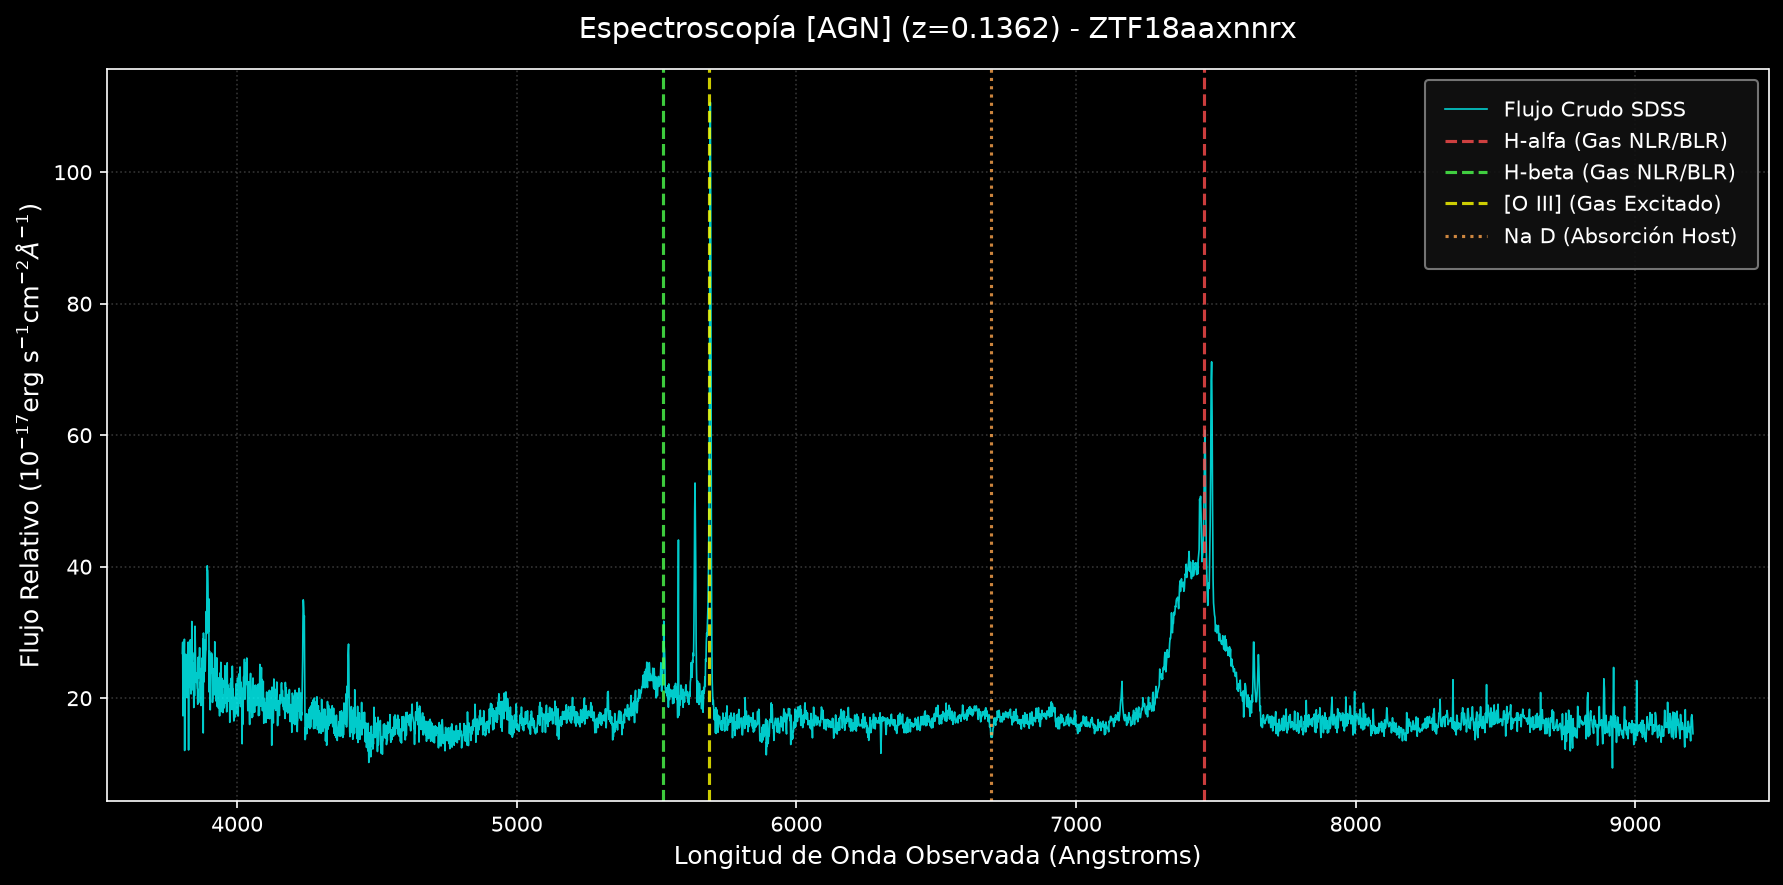 Espectroscopía [AGN] (z=0.1362) - ZTF18aaxnnrx
Flujo Crudo SDSS
H-alfa (Gas NLR/BLR)
H-beta (Gas NLR/BLR)
[O III] (Gas Excitado)
Na D (Absorción Host)
Flujo Relativo (10⁻¹⁷erg s⁻¹cm⁻²Å⁻¹)
100
80
60
40
20
4000 5000 6000 7000 8000 9000
Longitud de Onda Observada (Angstroms)